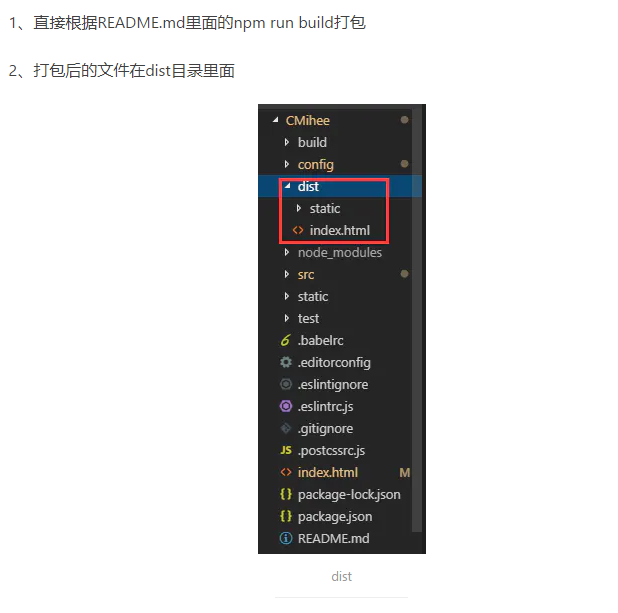 1、直接根据README.md里面的npm run build打包
2、打包后的文件在dist目录里面
CMihee
build
config
dist
static
index.html
node_modules
src
static
test
.babelrc
.editorconfig
.eslintignore
.eslintrc.js
.gitignore
JS .postcssrc.js
index.html M
package-lock.json
package.json
README.md
dist